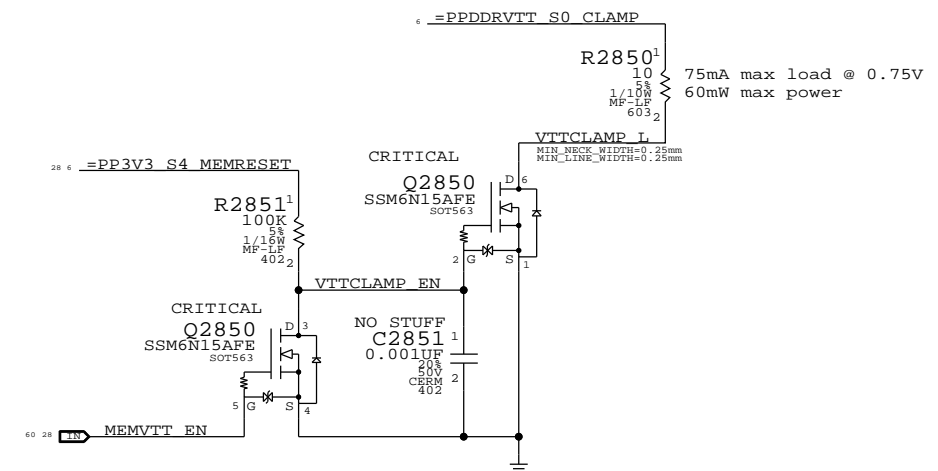 6 =PPDDRVTT_S0_CLAMP
R2850 1
10
5%
1/10W
MF-LF
603 2
75mA max load @ 0.75V
60mW max power
VTTCLAMP_L
MIN_NECK_WIDTH=0.25mm
MIN_LINE_WIDTH=0.25mm
CRITICAL
Q2850
SSM6N15AFE
SOT563
D 6
2 G S 1
28 6 =PP3V3_S4_MEMRESET
R2851 1
100K
5%
1/16W
MF-LF
402 2
VTTCLAMP_EN
CRITICAL
Q2850
SSM6N15AFE
SOT563
D 3
5 G S 4
NO STUFF
C2851 1
0.001UF
20%
50V
CERM
402
2
60 28 IN MEMVTT_EN